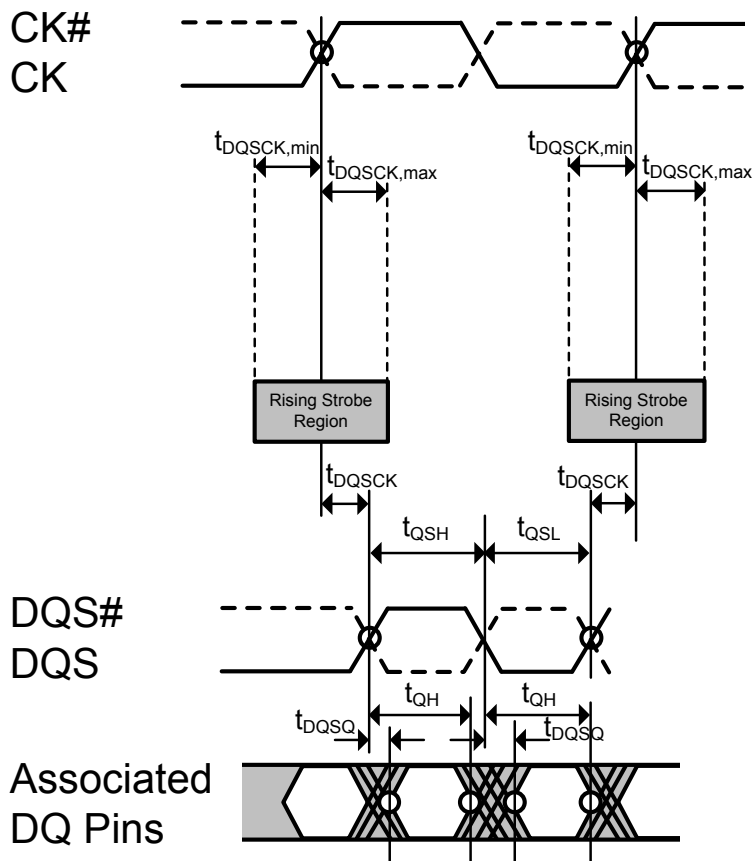 CK#
CK
tDQSCK,min
tDQSCK,max
tDQSCK,min
tDQSCK,max
Rising Strobe
Region
Rising Strobe
Region
tDQSCK
tDQSCK
tQSH
tQSL
DQS#
DQS
tQH
tQH
tDQSQ
tDQSQ
Associated
DQ Pins